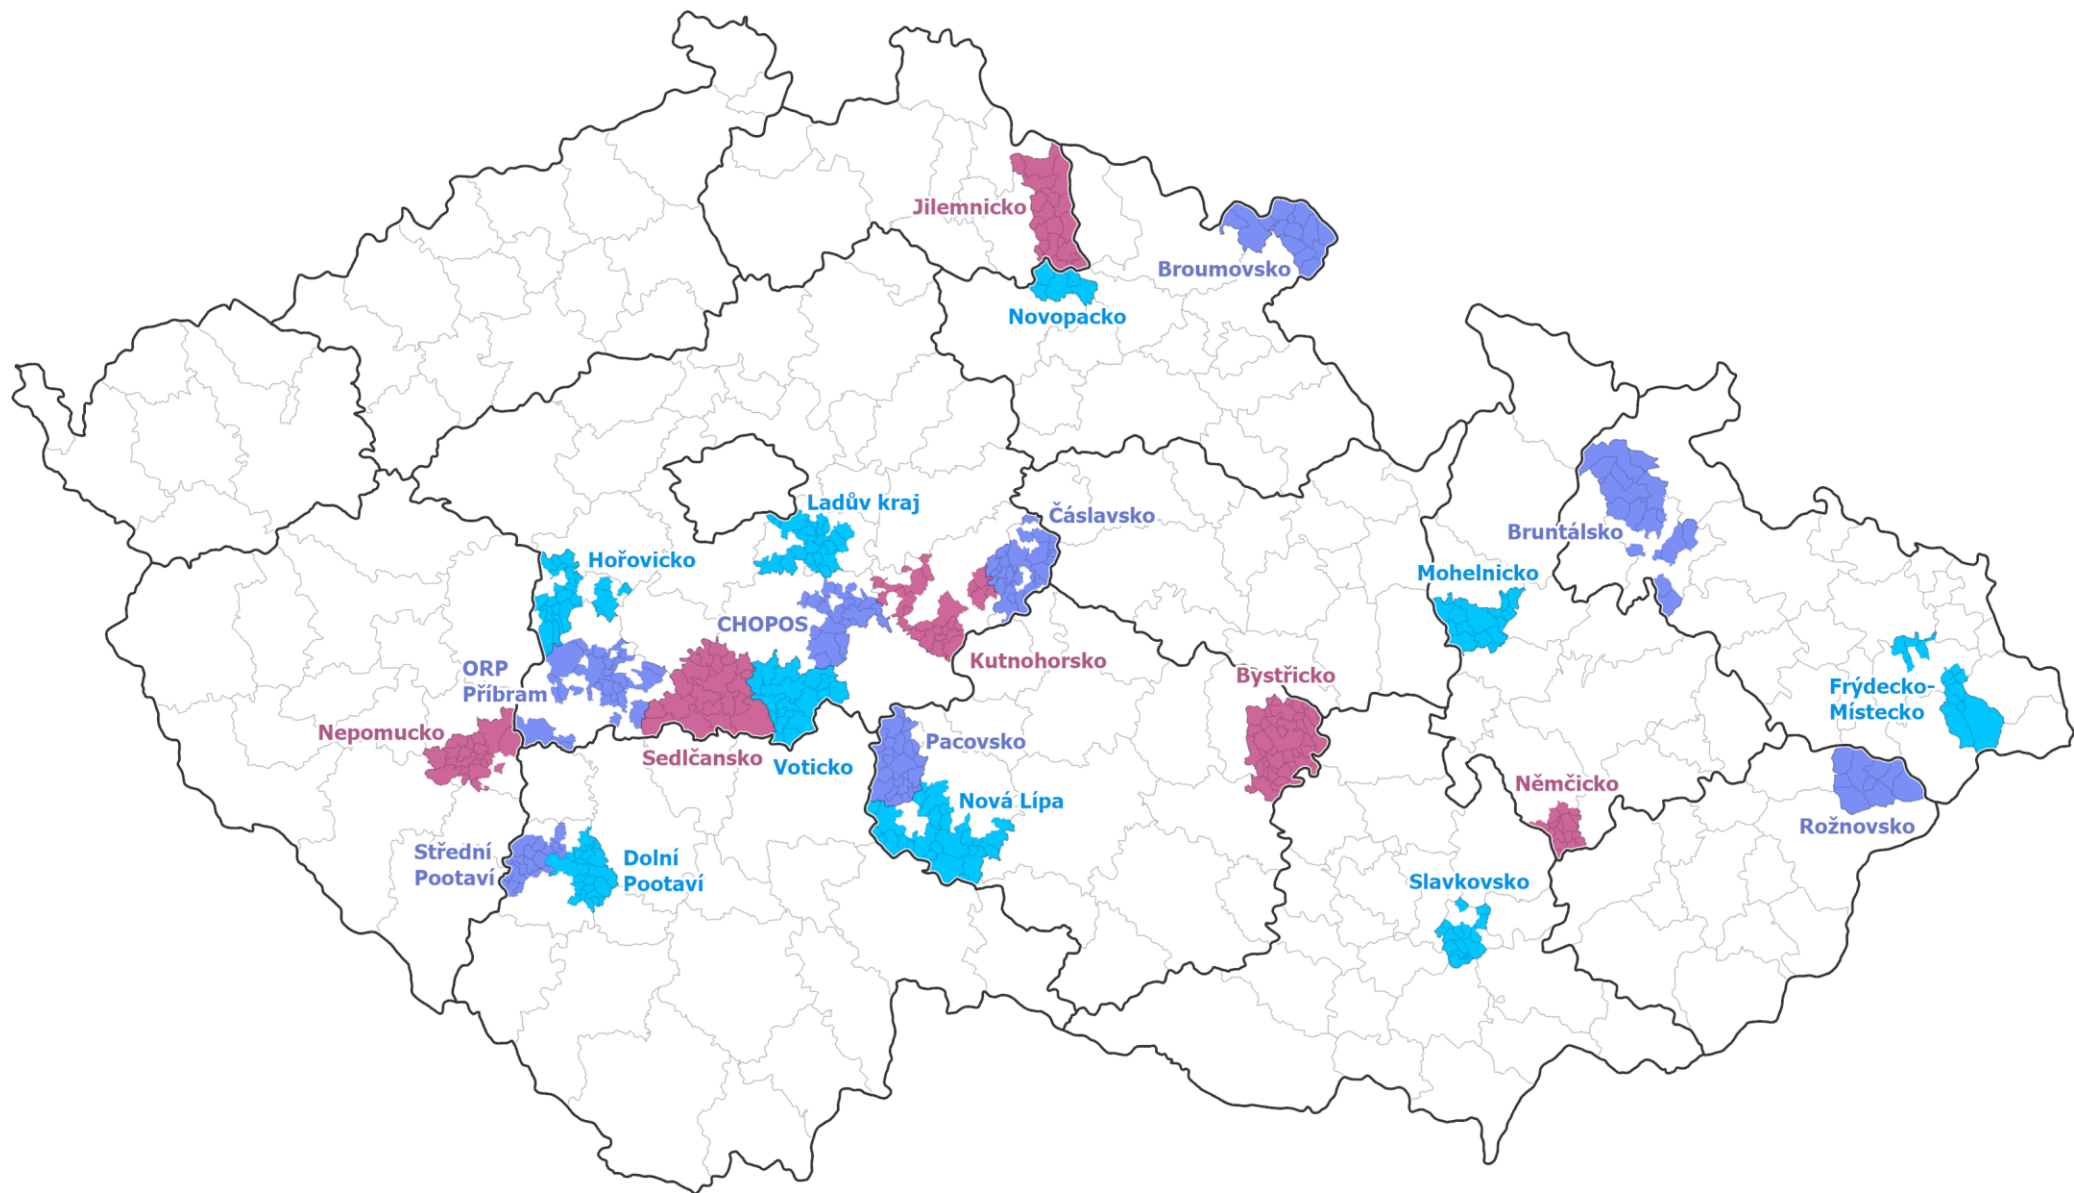 Jilemnicko
Broumovsko
Novopacko
Ladův kraj
Čáslavsko
Hořovicko
Bruntálsko
Mohelnicko
CHOPOS
Kutnohorsko
ORP
Příbram
Bystřicko
Frýdecko-
Místecko
Nepomucko
Sedlčansko
Voticko
Pacovsko
Němčicko
Nová Lípa
Rožnovsko
Střední
Pootaví
Dolní
Pootaví
Slavkovsko